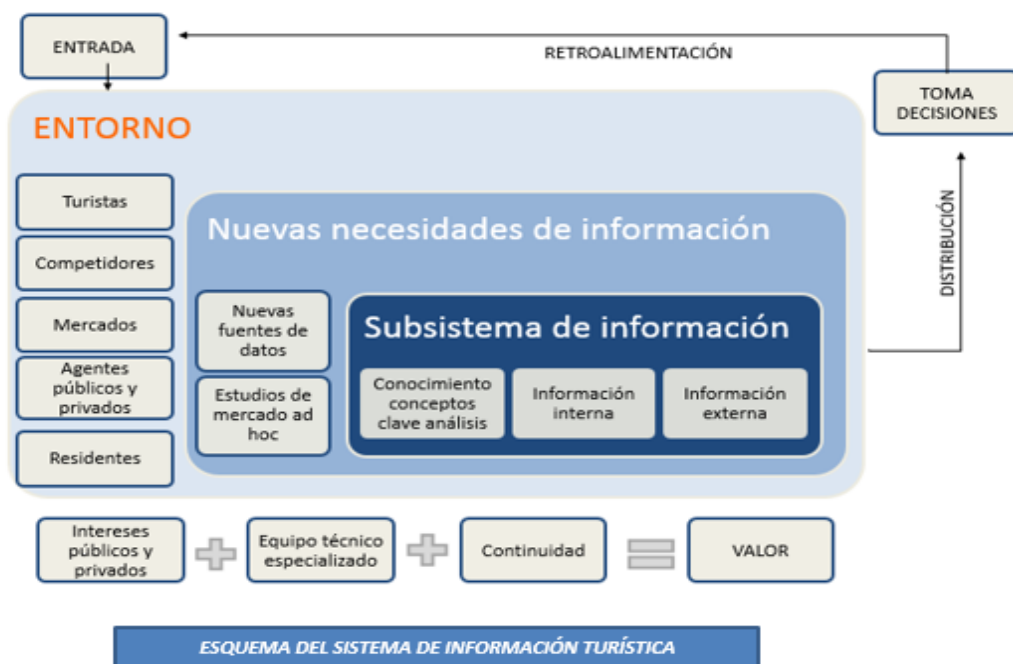 ENTRADA
RETROALIMENTACIÓN
TOMA
DECISIONES
ENTORNO
DISTRIBUCIÓN
Turistas
Competidores
Mercados
Agentes
públicos y
privados
Residentes
Nuevas necesidades de información
Nuevas
fuentes de
datos
Estudios de
mercado ad
hoc
Subsistema de información
Conocimiento
conceptos
clave análisis
Información
interna
Información
externa
Intereses
públicos y
privados
+
Equipo técnico
especializado
+
Continuidad
=
VALOR
ESQUEMA DEL SISTEMA DE INFORMACIÓN TURÍSTICA